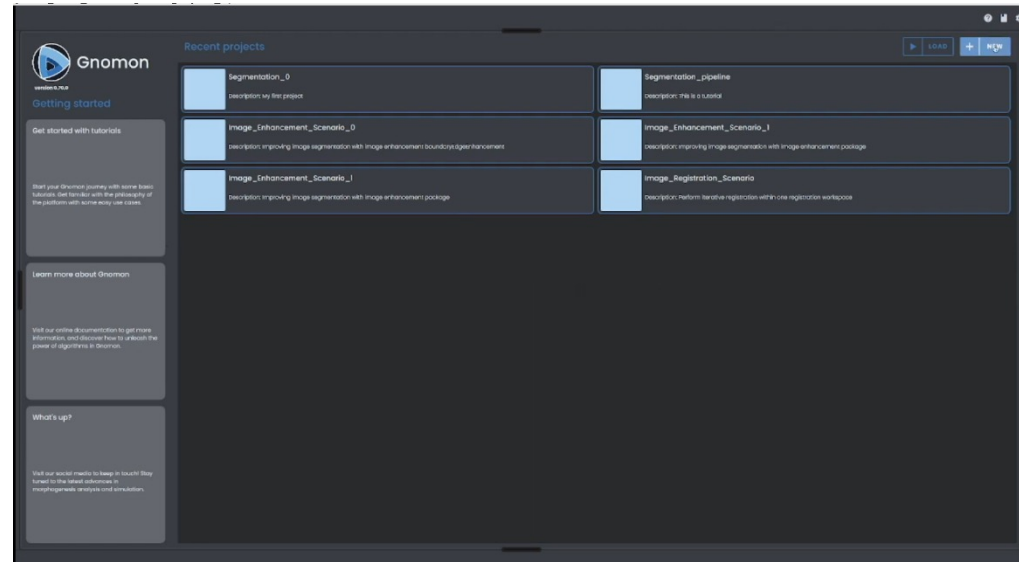 Gnomon
version 0.70.0
Getting started
Get started with tutorials
Start your Gnomon journey with some basic
tutorials. Get familiar with the philosophy of
the platform with some easy use cases.
Learn more about Gnomon
Visit our online documentation to get more
information, and discover how to unleash the
power of algorithms in Gnomon.
What's up?
Visit our social media to keep in touch! Stay
tuned to the latest advances in
morphogenesis analysis and simulation.
Recent projects
LOAD
NEW
Segmentation_0
Description: My first project
Segmentation_pipeline
Description: This is a tutorial
Image_Enhancement_Scenario_0
Description: Improving image segmentation with image enhancement
Image_Enhancement_Scenario_1
Description: Improving image segmentation with image enhancement package
Image_Enhancement_Scenario_1
Description: Improving image segmentation with image enhancement package
Image_Registration_Scenario
Description: Perform iterative registration within one registration workspace